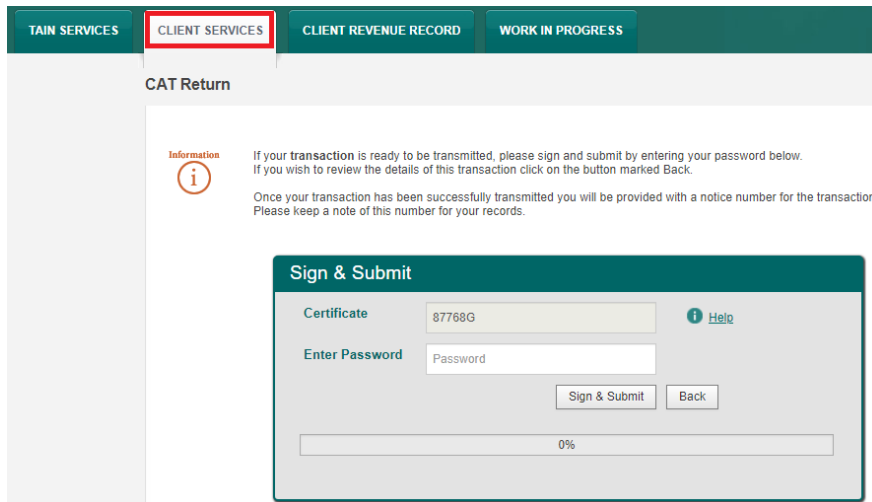 TAIN SERVICES
CLIENT SERVICES
CLIENT REVENUE RECORD
WORK IN PROGRESS
CAT Return
Information
i
If your transaction is ready to be transmitted, please sign and submit by entering your password below.
If you wish to review the details of this transaction click on the button marked Back.
Once your transaction has been successfully transmitted you will be provided with a notice number for the transaction
Please keep a note of this number for your records.
Sign & Submit
Certificate
87768G
i Help
Enter Password
Password
Sign & Submit
Back
0%